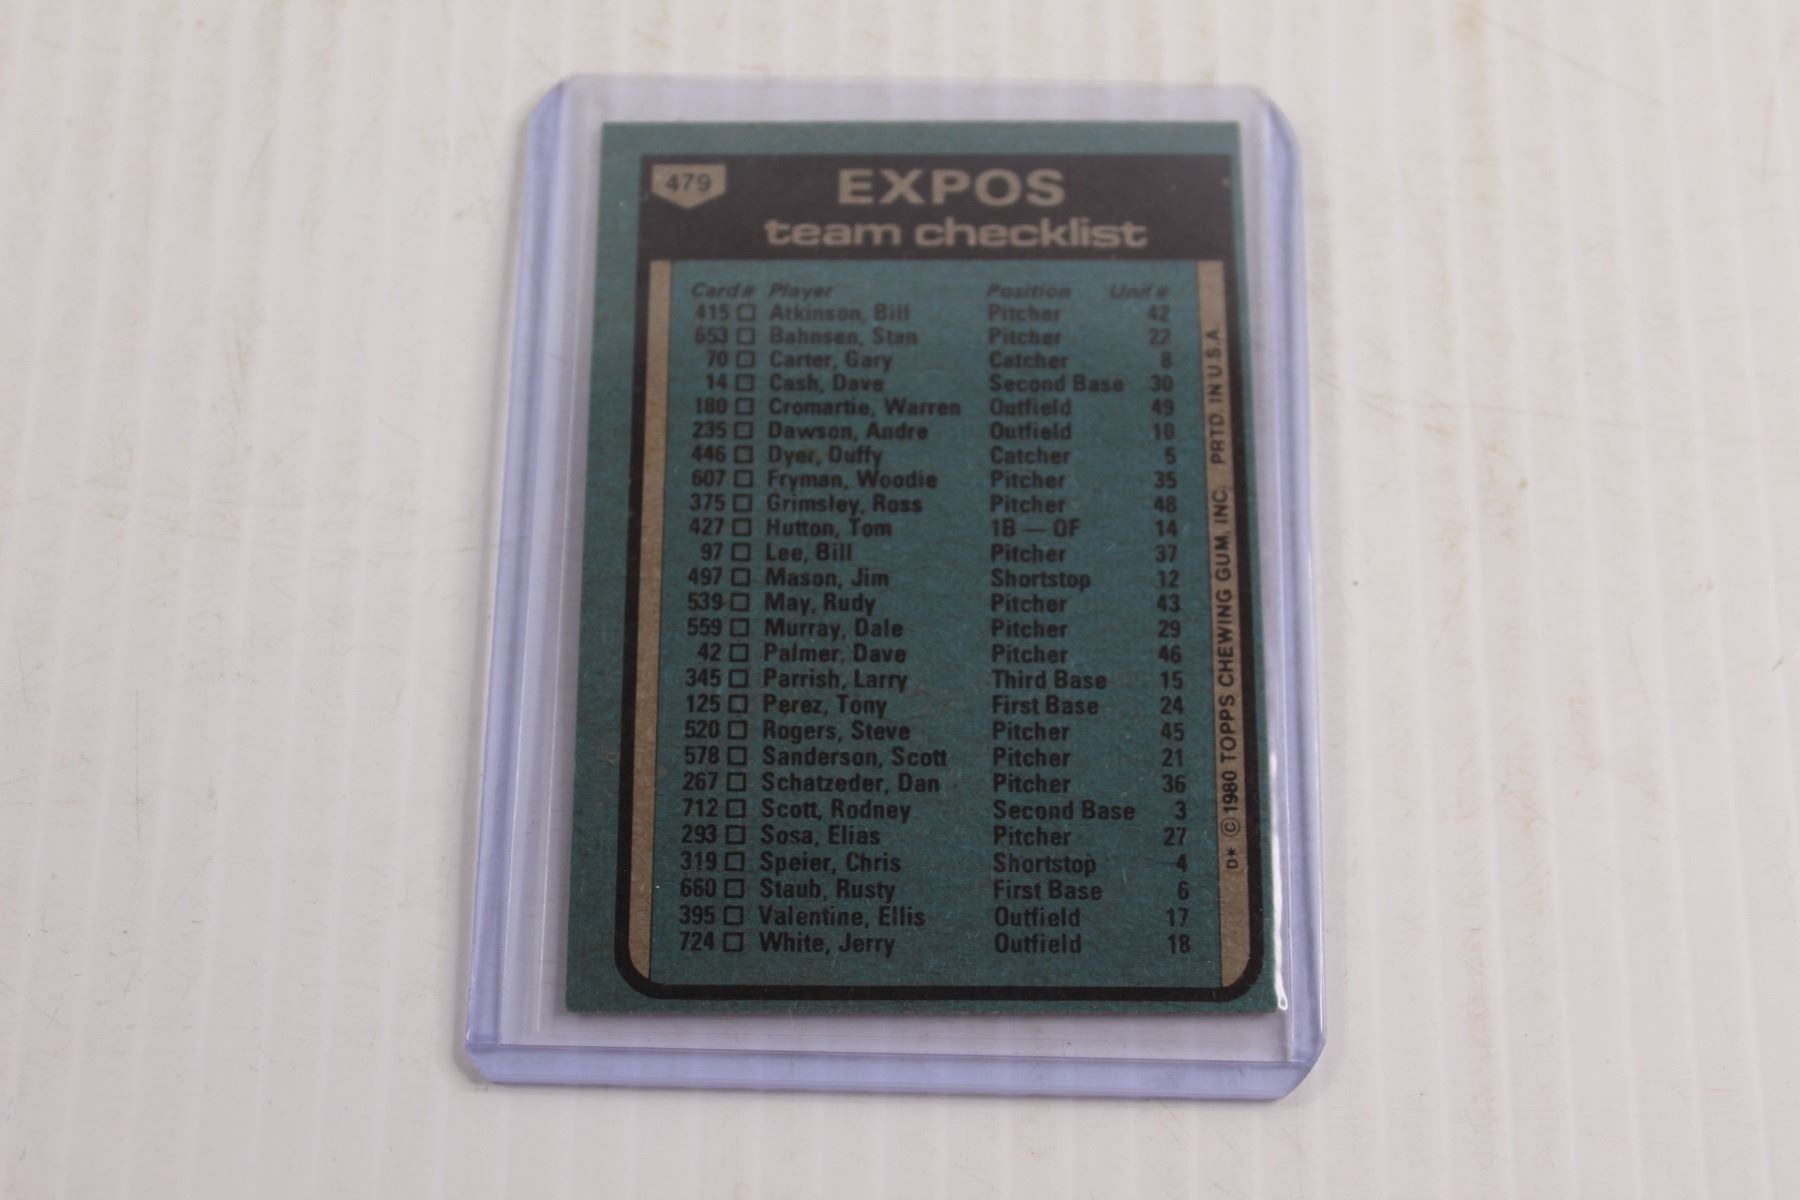 479
EXPOS
team checklist
Card# Player Position Unif #
415 Atkinson, Bill Pitcher 42
653 Bahnsen, Stan Pitcher 22
70 Carter, Gary Catcher 8
14 Cash, Dave Second Base 30
180 Cromartie, Warren Outfield 49
235 Dawson, Andre Outfield 10
446 Dyer, Duffy Catcher 5
607 Fryman, Woodie Pitcher 35
375 Grimsley, Ross Pitcher 48
427 Hutton, Tom 1B — OF 14
97 Lee, Bill Pitcher 37
497 Mason, Jim Shortstop 12
539 May, Rudy Pitcher 43
559 Murray, Dale Pitcher 29
42 Palmer, Dave Pitcher 46
345 Parrish, Larry Third Base 15
125 Perez, Tony First Base 24
520 Rogers, Steve Pitcher 45
578 Sanderson, Scott Pitcher 21
267 Schatzeder, Dan Pitcher 36
712 Scott, Rodney Second Base 3
293 Sosa, Elias Pitcher 27
319 Speier, Chris Shortstop 4
660 Staub, Rusty First Base 6
395 Valentine, Ellis Outfield 17
724 White, Jerry Outfield 18
D* © 1980 TOPPS CHEWING GUM, INC. PRTD. IN U.S.A.